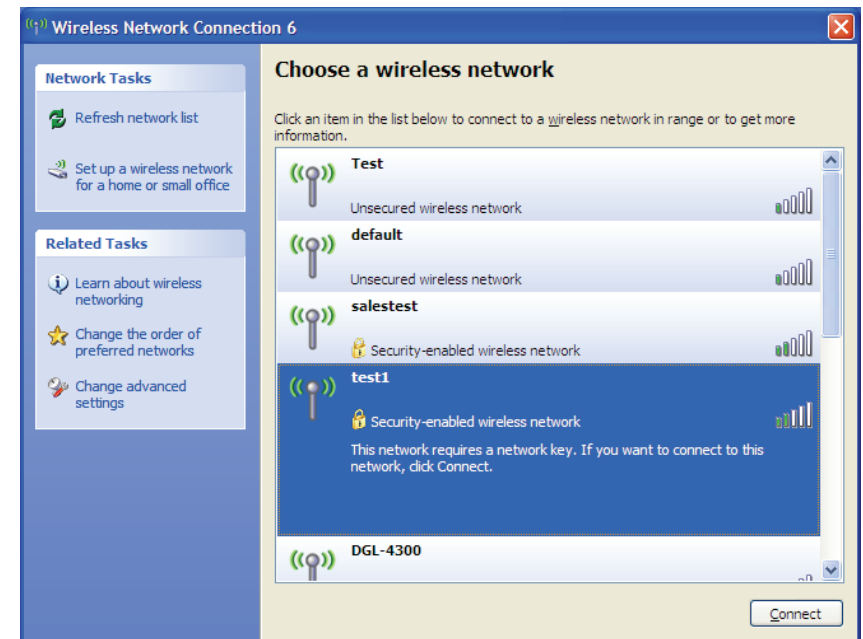 Wireless Network Connection 6
Network Tasks
Refresh network list
Set up a wireless network
for a home or small office
Related Tasks
Learn about wireless
networking
Change the order of
preferred networks
Change advanced
settings
Choose a wireless network
Click an item in the list below to connect to a wireless network in range or to get more
information.
Test
Unsecured wireless network
default
Unsecured wireless network
salestest
Security-enabled wireless network
test1
Security-enabled wireless network
This network requires a network key. If you want to connect to this
network, click Connect.
DGL-4300
Connect